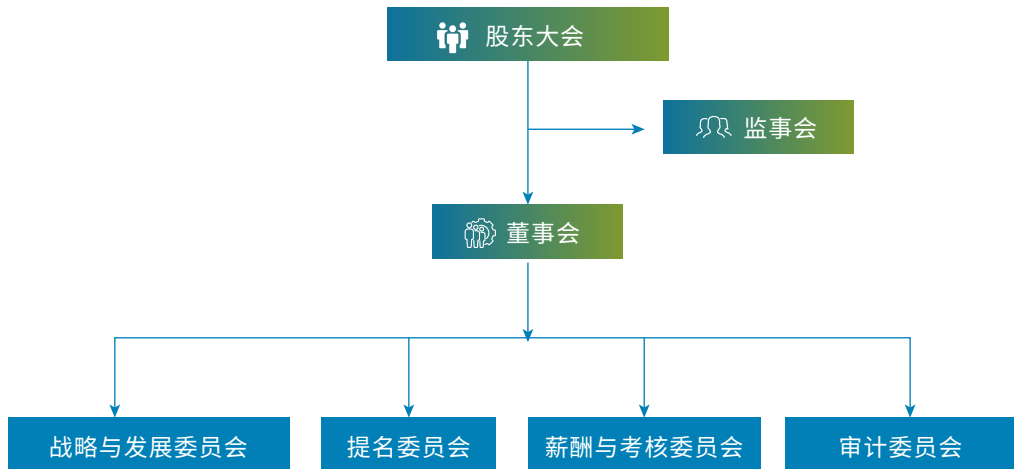 股东大会
监事会
董事会
战略与发展委员会
提名委员会
薪酬与考核委员会
审计委员会